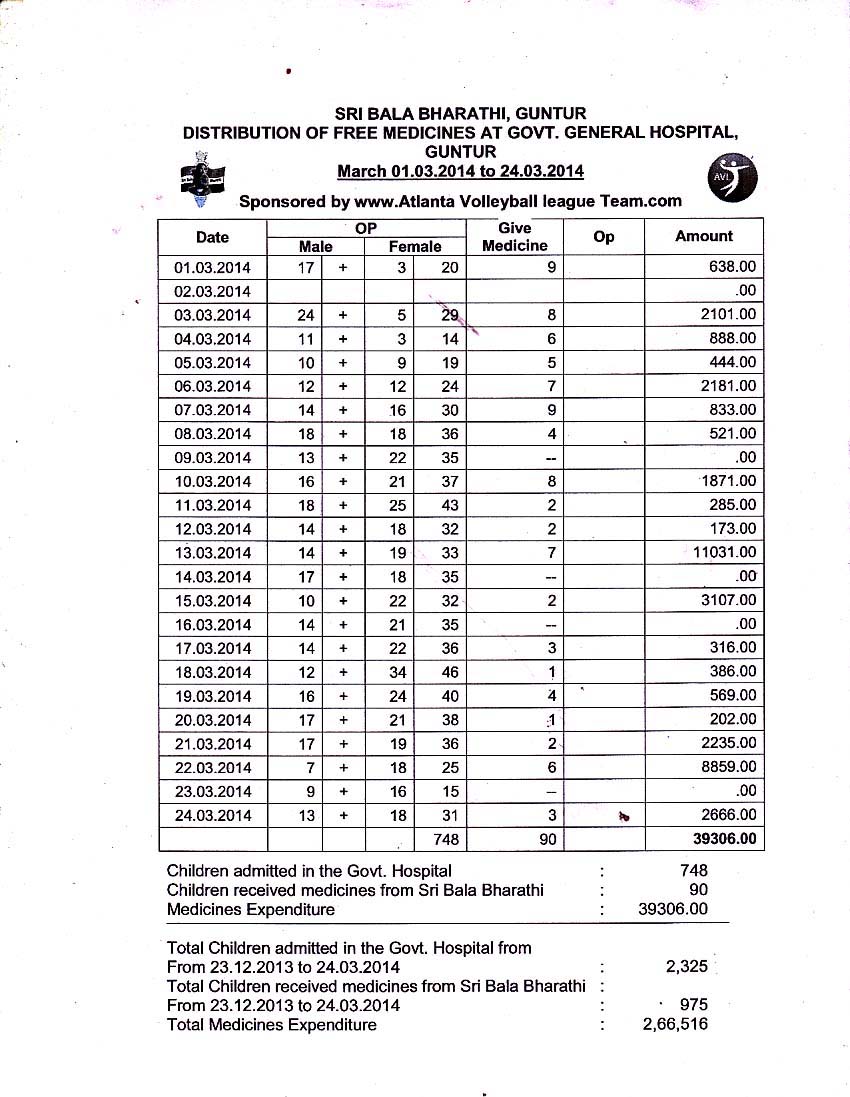 SRI BALA BHARATHI, GUNTUR
DISTRIBUTION OF FREE MEDICINES AT GOVT. GENERAL HOSPITAL,
GUNTUR
March 01.03.2014 to 24.03.2014
AVL
Sponsored by www.Atlanta Volleyball league Team.com
Date OP Give Medicine Op Amount
Male Female
01.03.2014 17 + 3 20 9 638.00
02.03.2014 .00
03.03.2014 24 + 5 29 8 2101.00
04.03.2014 11 + 3 14 6 888.00
05.03.2014 10 + 9 19 5 444.00
06.03.2014 12 + 12 24 7 2181.00
07.03.2014 14 + 16 30 9 833.00
08.03.2014 18 + 18 36 4 521.00
09.03.2014 13 + 22 35 -- .00
10.03.2014 16 + 21 37 8 1871.00
11.03.2014 18 + 25 43 2 285.00
12.03.2014 14 + 18 32 2 173.00
13.03.2014 14 + 19 33 7 11031.00
14.03.2014 17 + 18 35 -- .00
15.03.2014 10 + 22 32 2 3107.00
16.03.2014 14 + 21 35 -- .00
17.03.2014 14 + 22 36 3 316.00
18.03.2014 12 + 34 46 1 386.00
19.03.2014 16 + 24 40 4 569.00
20.03.2014 17 + 21 38 1 202.00
21.03.2014 17 + 19 36 2 2235.00
22.03.2014 7 + 18 25 6 8859.00
23.03.2014 9 + 16 15 -- .00
24.03.2014 13 + 18 31 3 2666.00
748 90 39306.00
Children admitted in the Govt. Hospital : 748
Children received medicines from Sri Bala Bharathi : 90
Medicines Expenditure : 39306.00
Total Children admitted in the Govt. Hospital from
From 23.12.2013 to 24.03.2014 : 2,325
Total Children received medicines from Sri Bala Bharathi :
From 23.12.2013 to 24.03.2014 : 975
Total Medicines Expenditure : 2,66,516